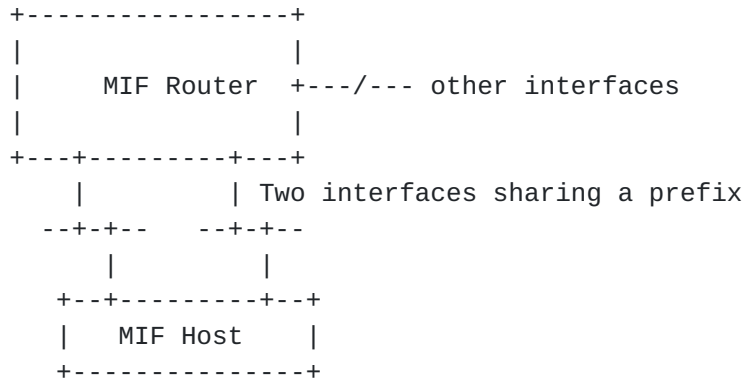 +-----------------+
|                 |
|     MIF Router  +---/--- other interfaces
|                 |
+---+---------+---+
    |         | Two interfaces sharing a prefix
  --+-+--   --+-+--
      |         |
   +--+---------+--+
   |   MIF Host    |
   +---------------+